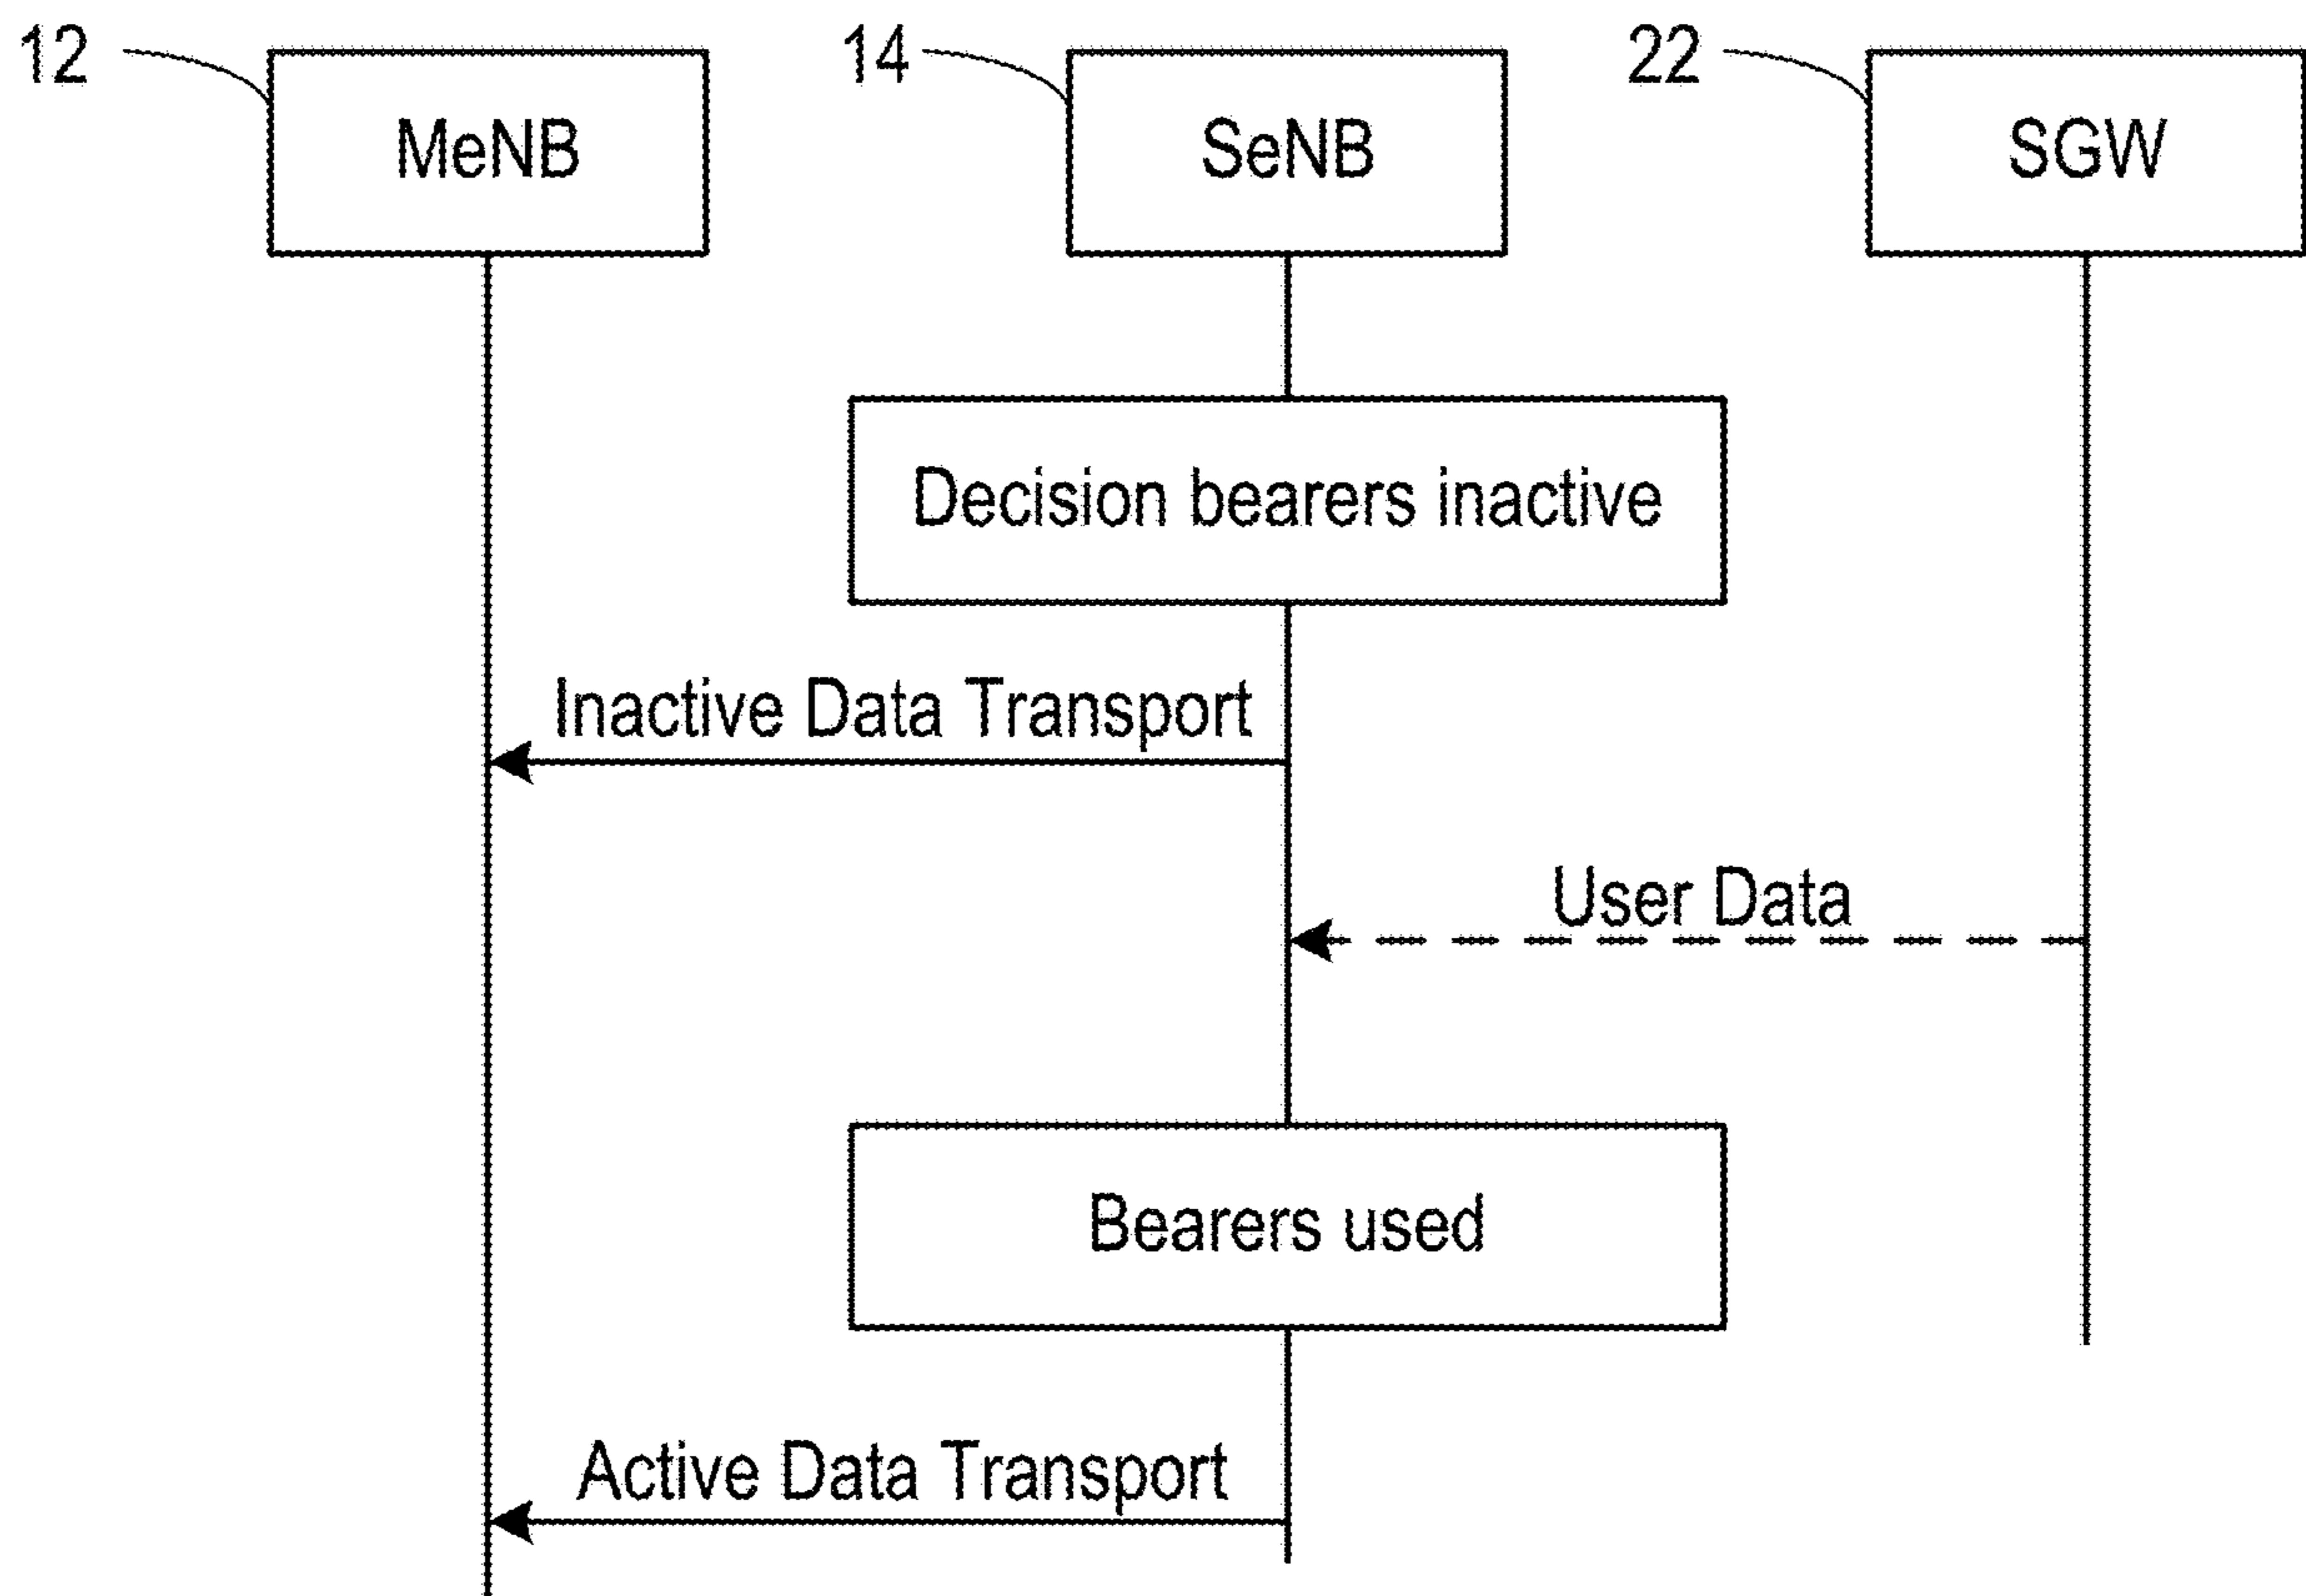 12
MeNB
14
SeNB
22
SGW
Decision bearers inactive
Inactive Data Transport
User Data
Bearers used
Active Data Transport